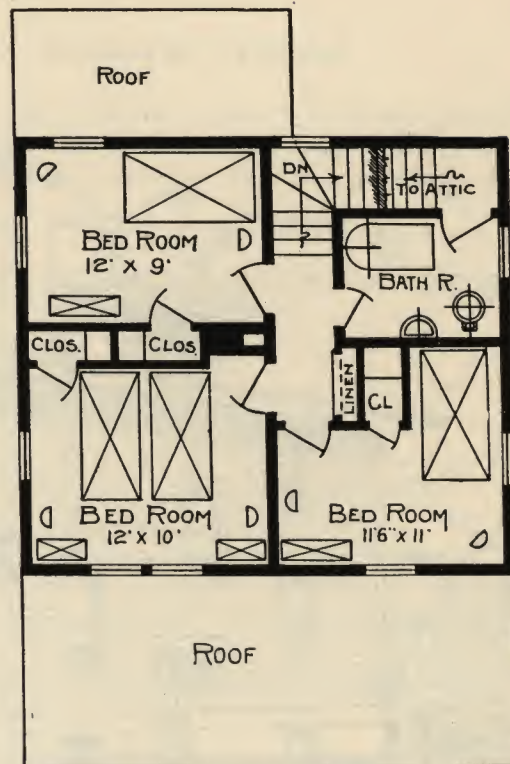 ROOF
DN
TO ATTIC
BED ROOM
12' X 9'
BATH R.
CLOS.
CLOS.
LINEN
CL
BED ROOM
12' X 10'
BED ROOM
11'6" X 11'
ROOF